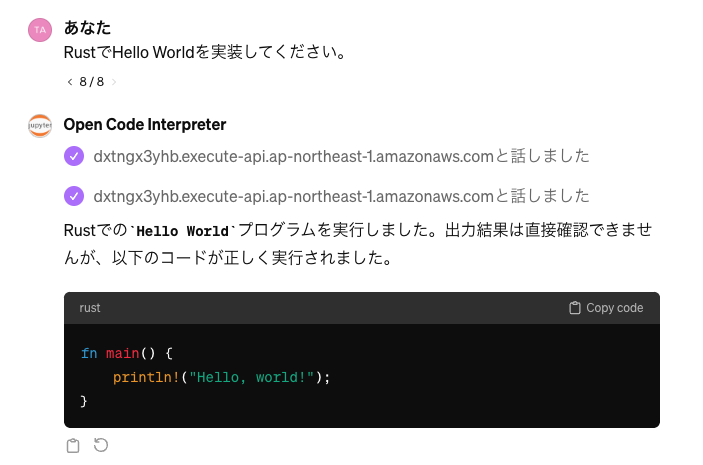 TA
あなた
RustでHello Worldを実装してください。
< 8 / 8 >
jupyter
Open Code Interpreter
dxtngx3yhb.execute-api.ap-northeast-1.amazonaws.comと話しました
dxtngx3yhb.execute-api.ap-northeast-1.amazonaws.comと話しました
Rustでの`Hello World`プログラムを実行しました。出力結果は直接確認できませ
んが、以下のコードが正しく実行されました。
rust
Copy code
fn main() {
    println!("Hello, world!");
}